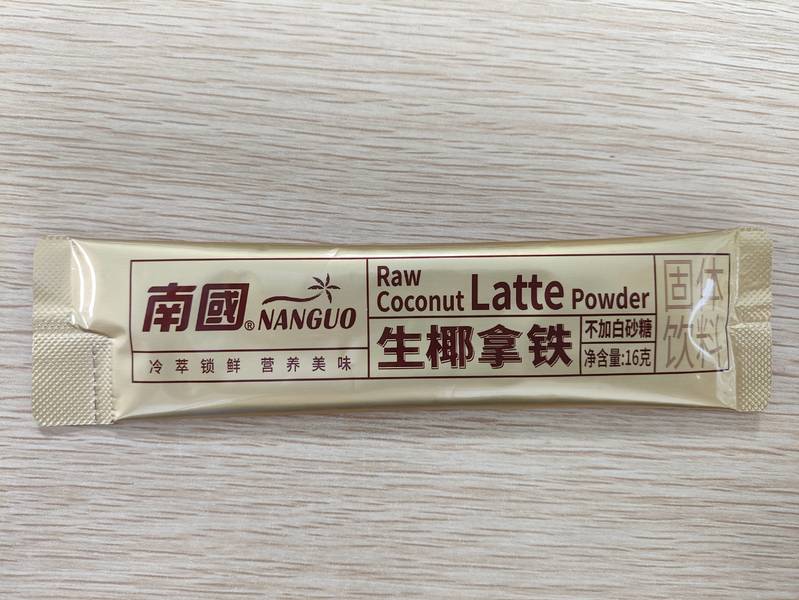 南國® NANGUO
冷萃锁鲜 营养美味
Raw
Coconut Latte Powder
生椰拿铁
不加白砂糖
净含量:16克
固体
饮料